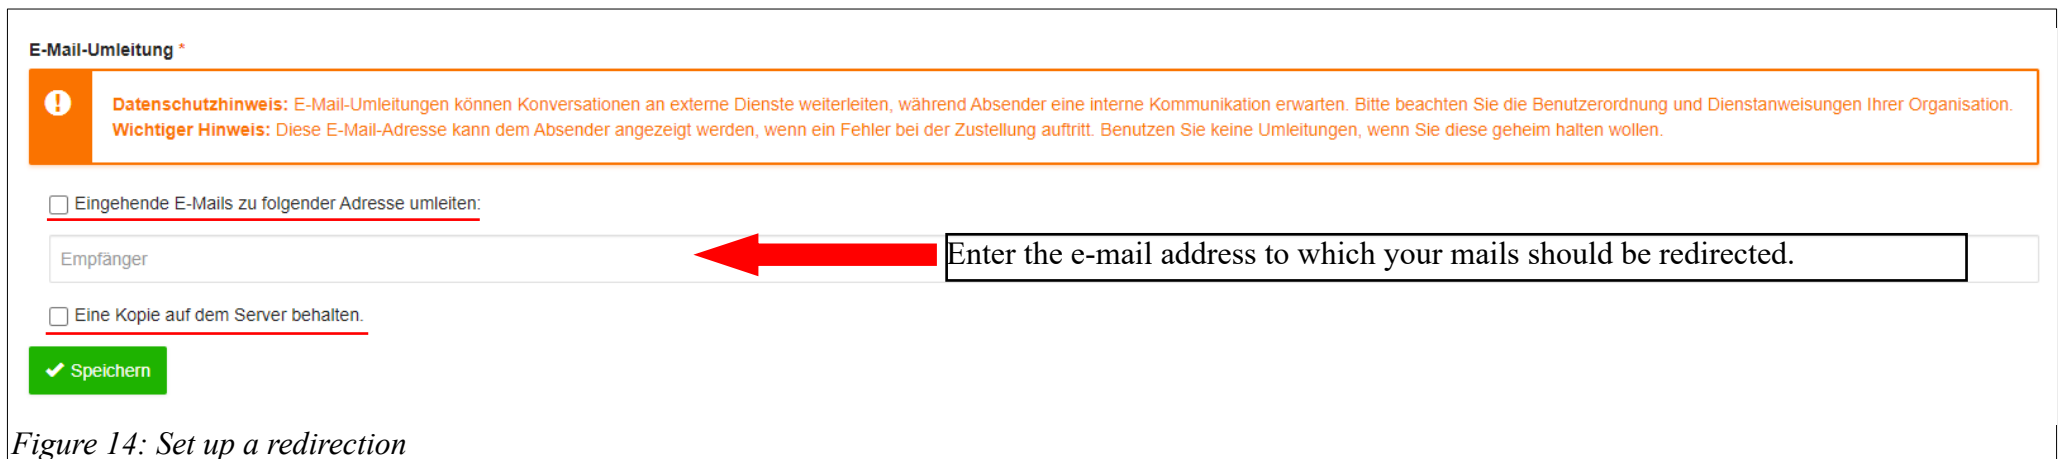 E-Mail-Umleitung *
Datenschutzhinweis: E-Mail-Umleitungen können Konversationen an externe Dienste weiterleiten, während Absender eine interne Kommunikation erwarten. Bitte beachten Sie die Benutzerordnung und Dienstanweisungen Ihrer Organisation.
Wichtiger Hinweis: Diese E-Mail-Adresse kann dem Absender angezeigt werden, wenn ein Fehler bei der Zustellung auftritt. Benutzen Sie keine Umleitungen, wenn Sie diese geheim halten wollen.
Eingehende E-Mails zu folgender Adresse umleiten:
Empfänger
Enter the e-mail address to which your mails should be redirected.
Eine Kopie auf dem Server behalten.
Speichern
Figure 14: Set up a redirection